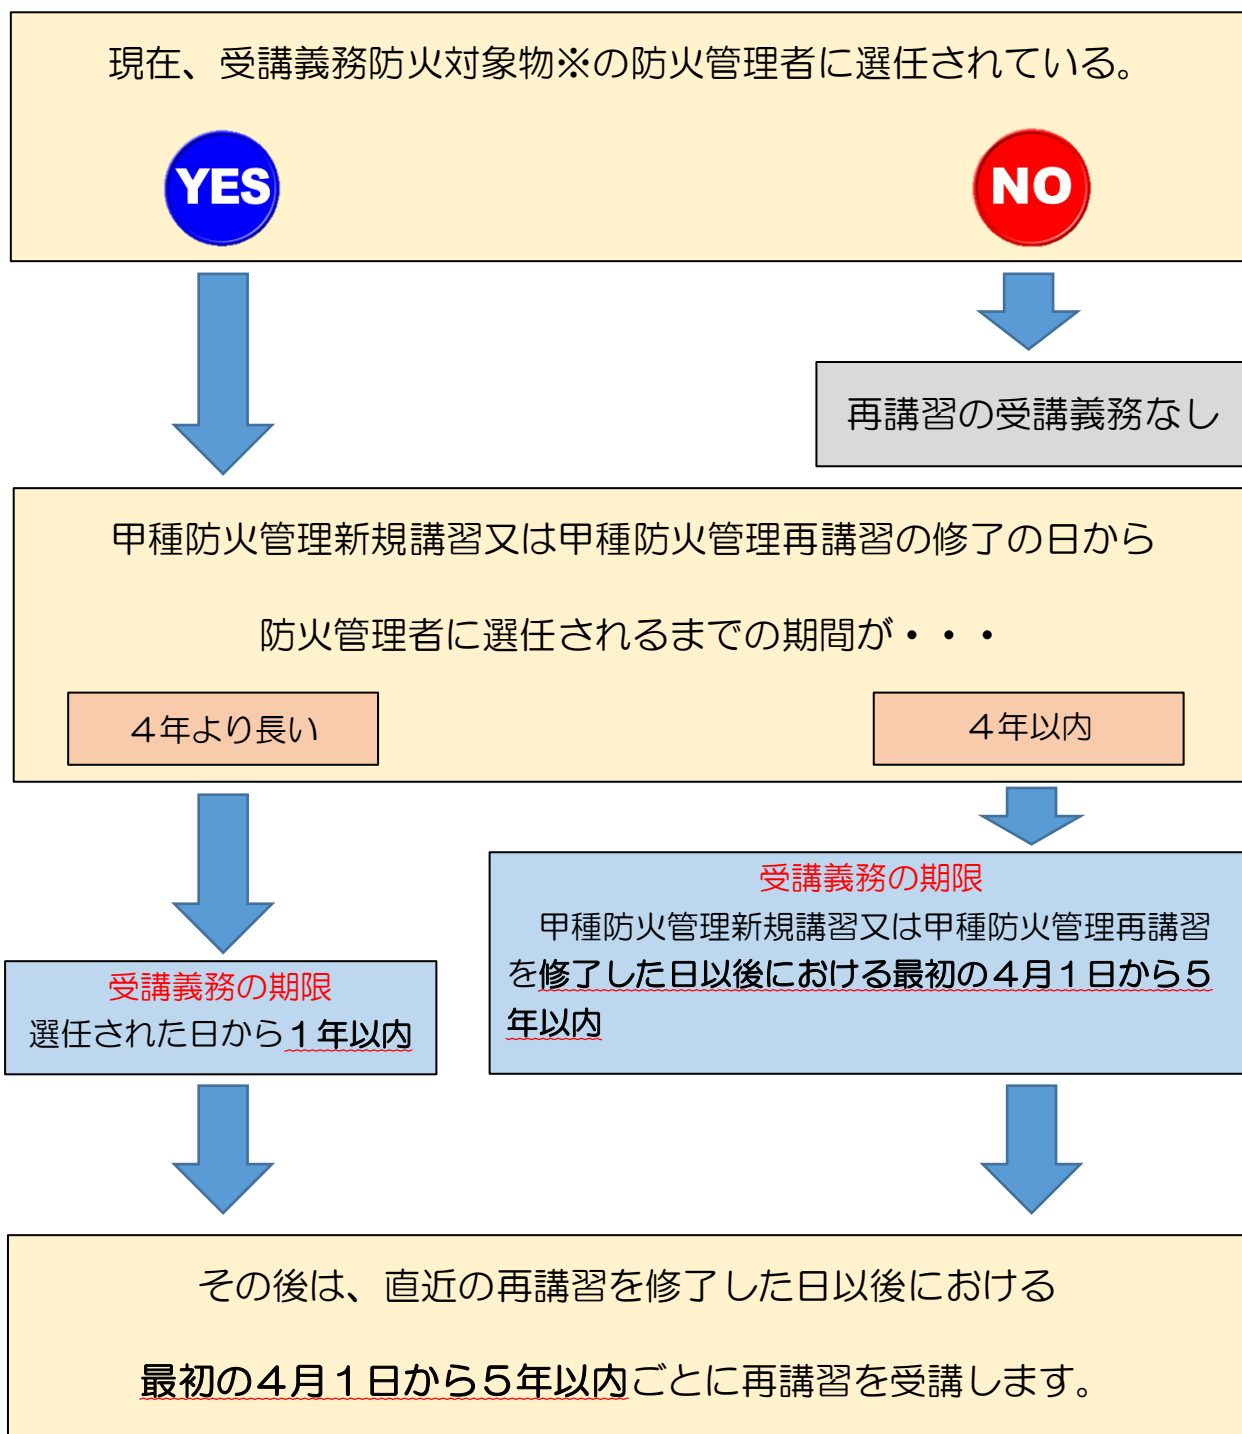 現在、受講義務防火対象物※の防火管理者に選任されている。
YES
NO
再講習の受講義務なし
甲種防火管理新規講習又は甲種防火管理再講習の修了の日から
防火管理者に選任されるまでの期間が・・・
４年より長い
４年以内
受講義務の期限
選任された日から１年以内
受講義務の期限
甲種防火管理新規講習又は甲種防火管理再講習
を修了した日以後における最初の４月１日から５
年以内
その後は、直近の再講習を修了した日以後における
最初の４月１日から５年以内ごとに再講習を受講します。